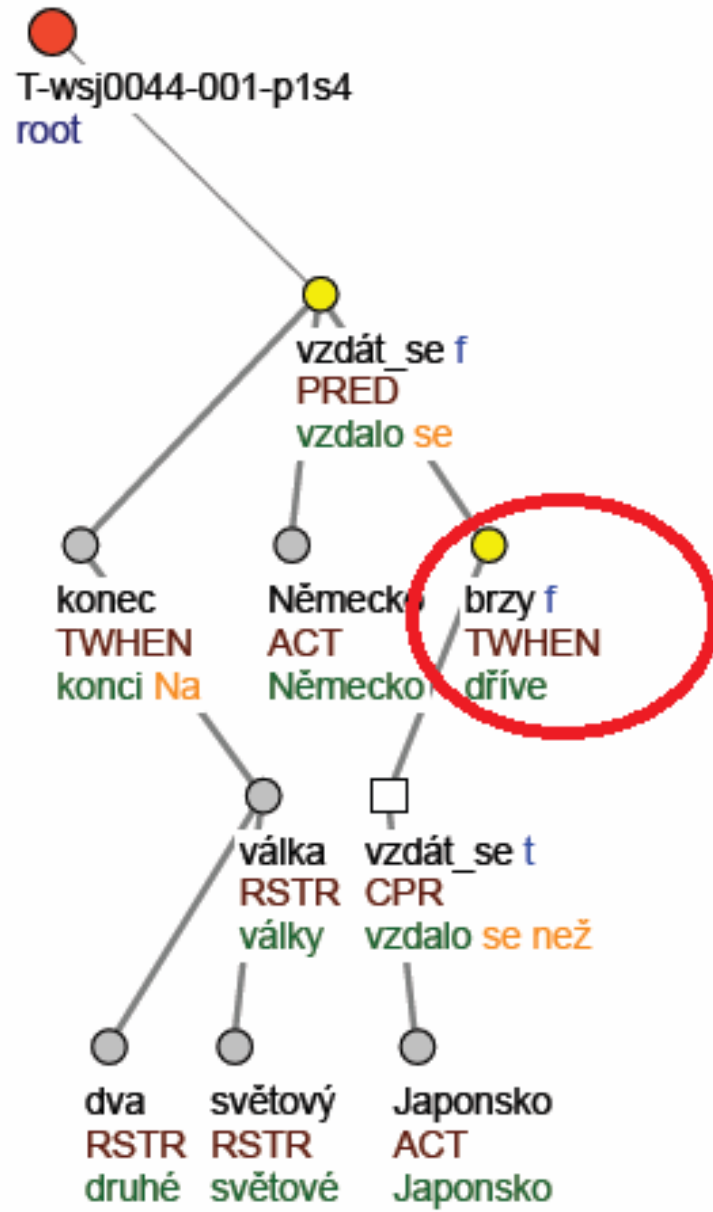 T-wsj0044-001-p1s4
root
vzdát_se f
PRED
vzdalo se
konec
TWHEN
konci Na
Německo
ACT
Německo
brzy f
TWHEN
dříve
válka
RSTR
války
vzdát_se t
CPR
vzdalo se než
dva
RSTR
druhé
světový
RSTR
světové
Japonsko
ACT
Japonsko